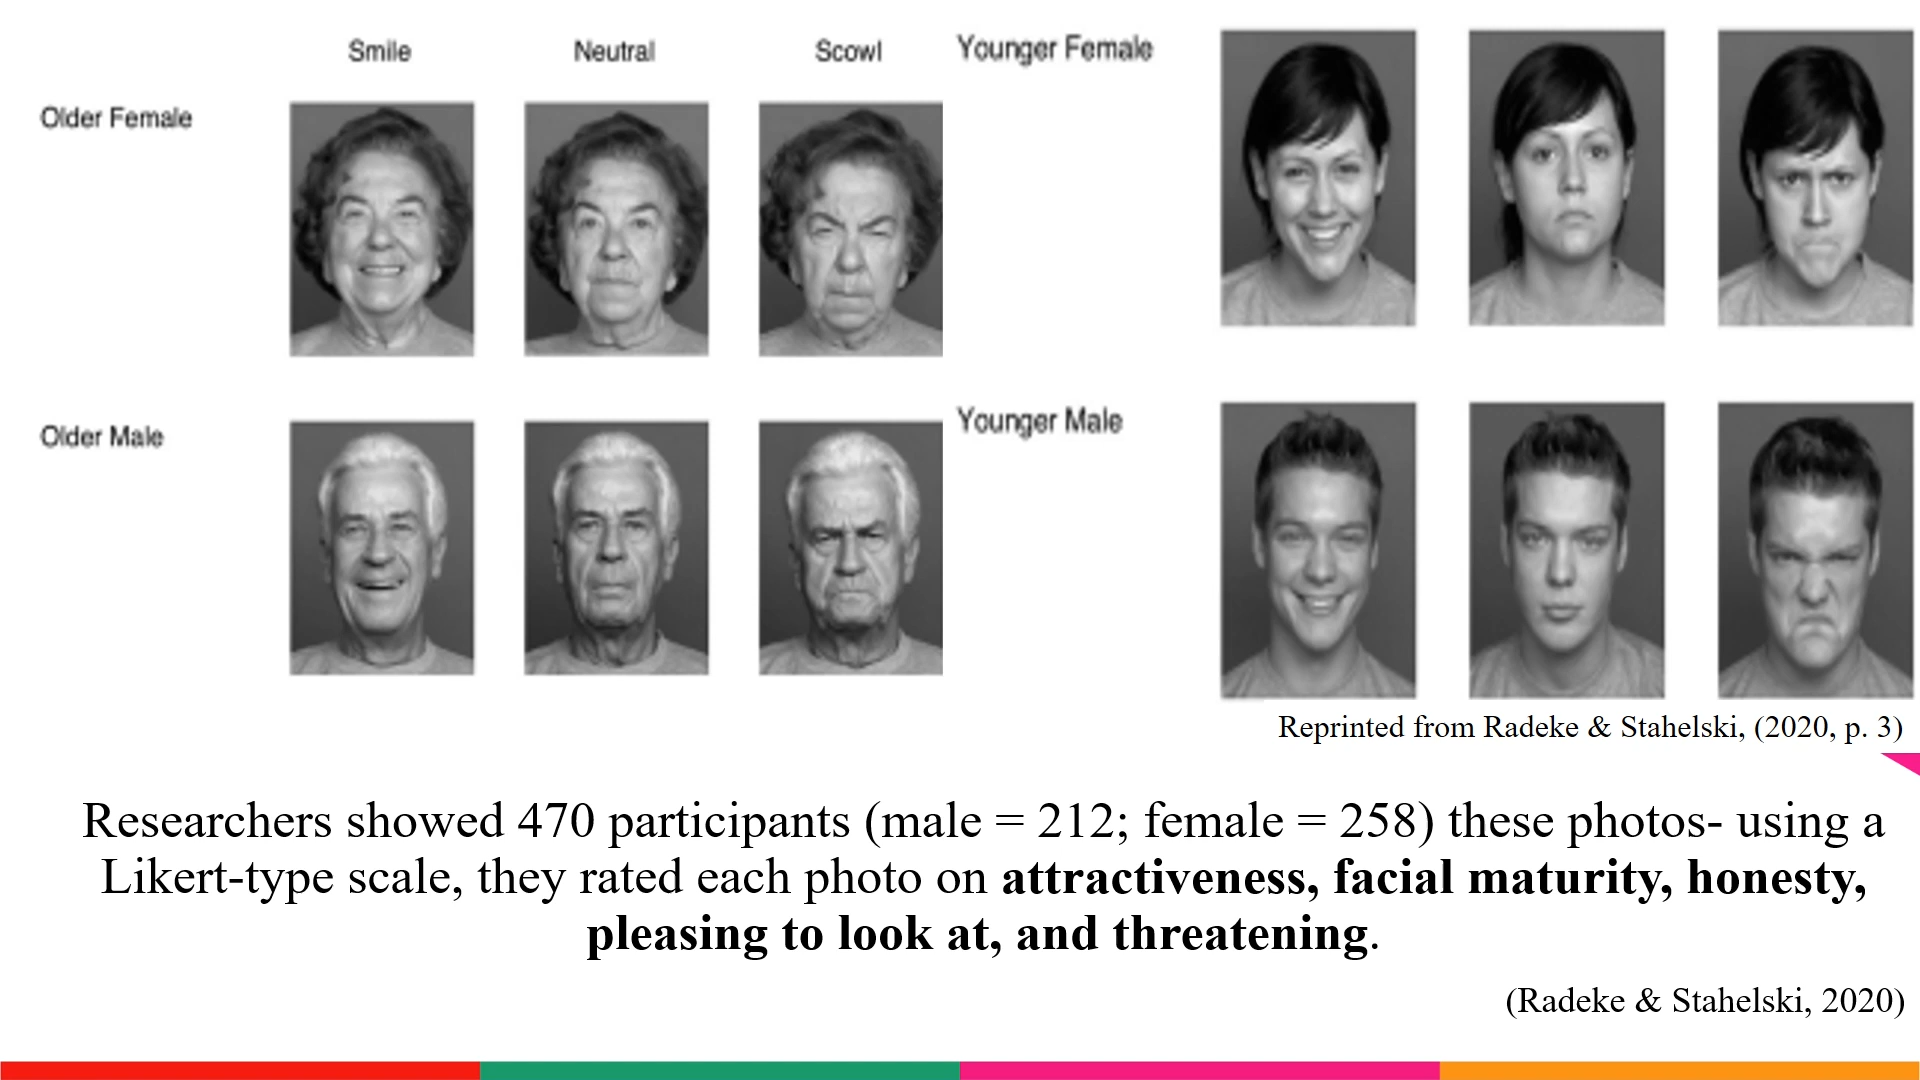 Smile Neutral Scowl
Older Female
Older Male
Younger Female
Younger Male
Reprinted from Radeke & Stahelski, (2020, p. 3)
Researchers showed 470 participants (male = 212; female = 258) these photos- using a
Likert-type scale, they rated each photo on attractiveness, facial maturity, honesty,
pleasing to look at, and threatening.
(Radeke & Stahelski, 2020)